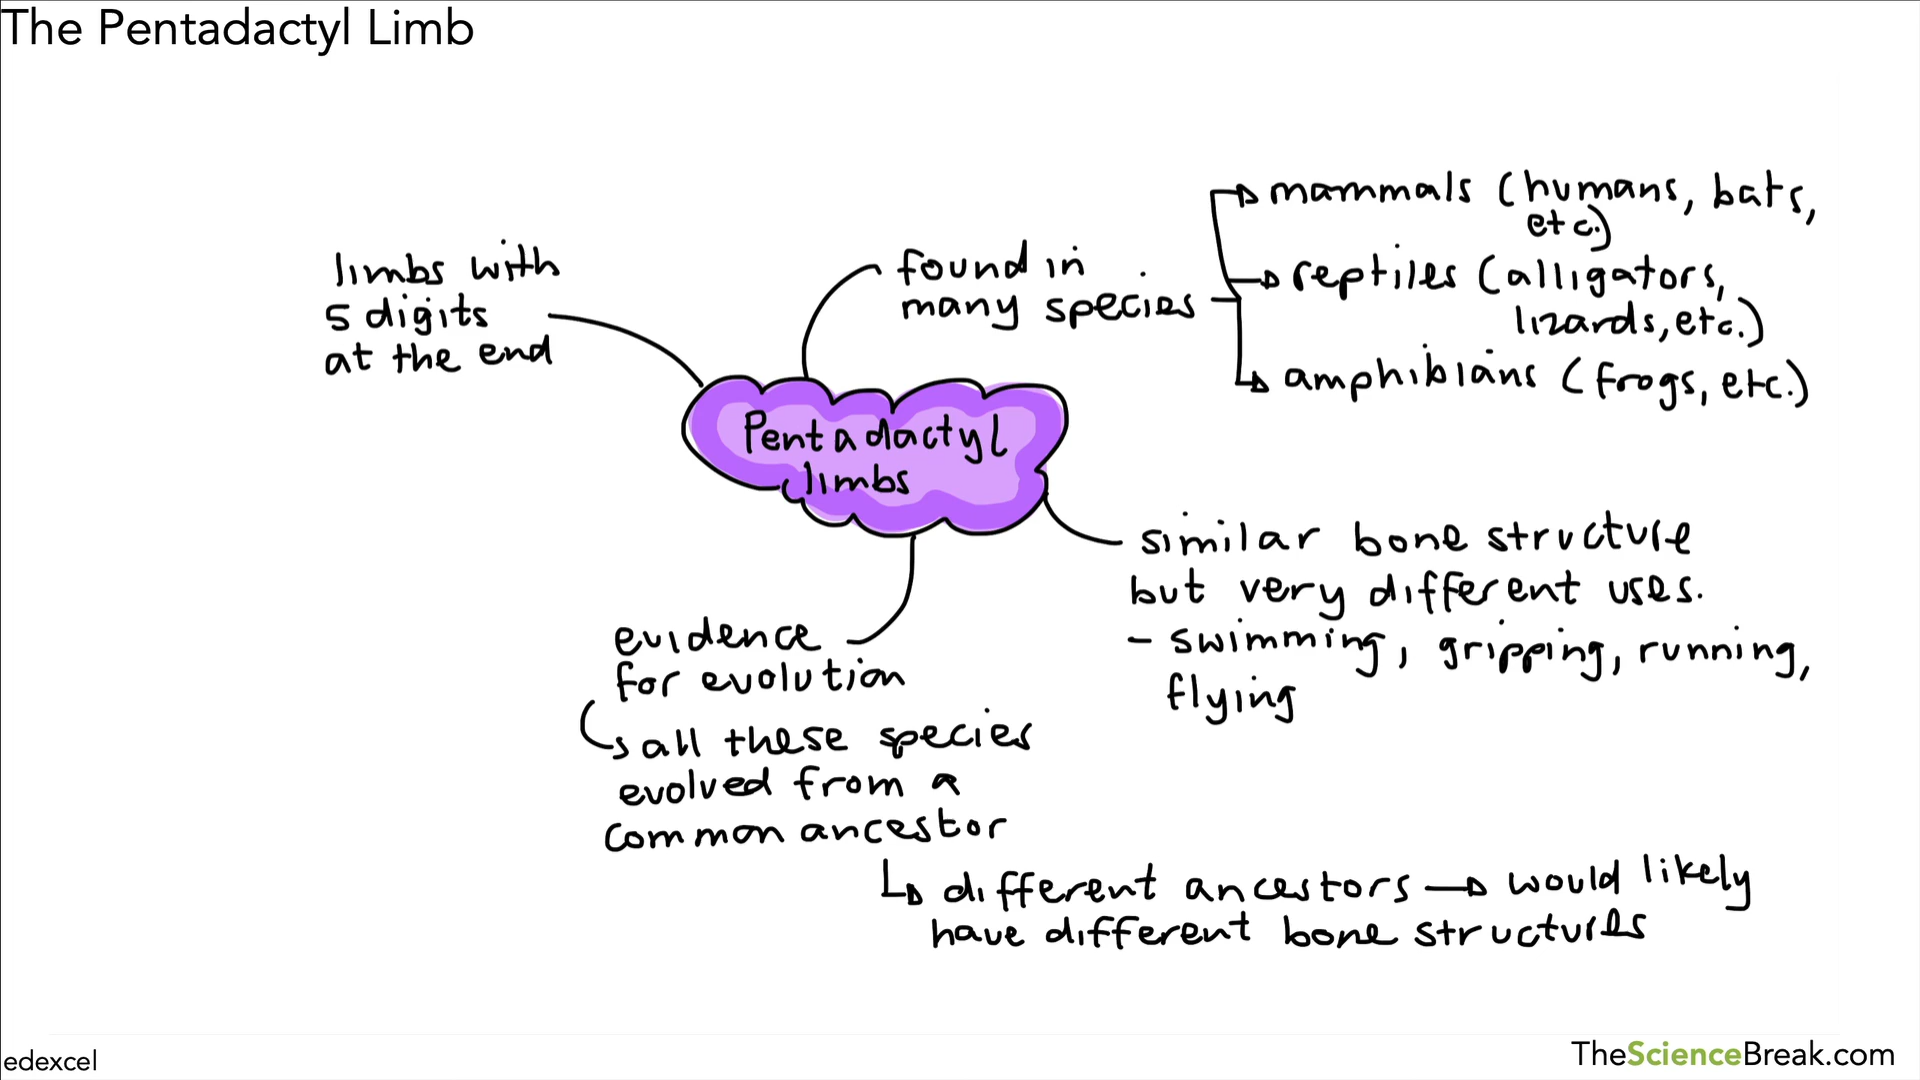 The Pentadactyl Limb
limbs with
5 digits
at the end
found in
many species
mammals (humans, bats,
etc.)
reptiles (alligators,
lizards, etc.)
amphibians (frogs, etc.)
Pentadactyl
limbs
similar bone structure
but very different uses.
- swimming, gripping, running,
flying
evidence
for evolution
all these species
evolved from a
common ancestor
different ancestors → would likely
have different bone structures
edexcel
TheScienceBreak.com